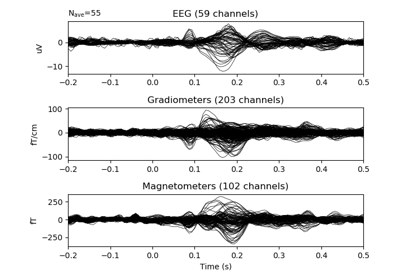 N_ave=55
EEG (59 channels)
0
−10
uV
−0.2 −0.1 0.0 0.1 0.2 0.3 0.4 0.5
Gradiometers (203 channels)
100
0
−100
fT/cm
−0.2 −0.1 0.0 0.1 0.2 0.3 0.4 0.5
Magnetometers (102 channels)
250
0
−250
fT
−0.2 −0.1 0.0 0.1 0.2 0.3 0.4 0.5
Time (s)